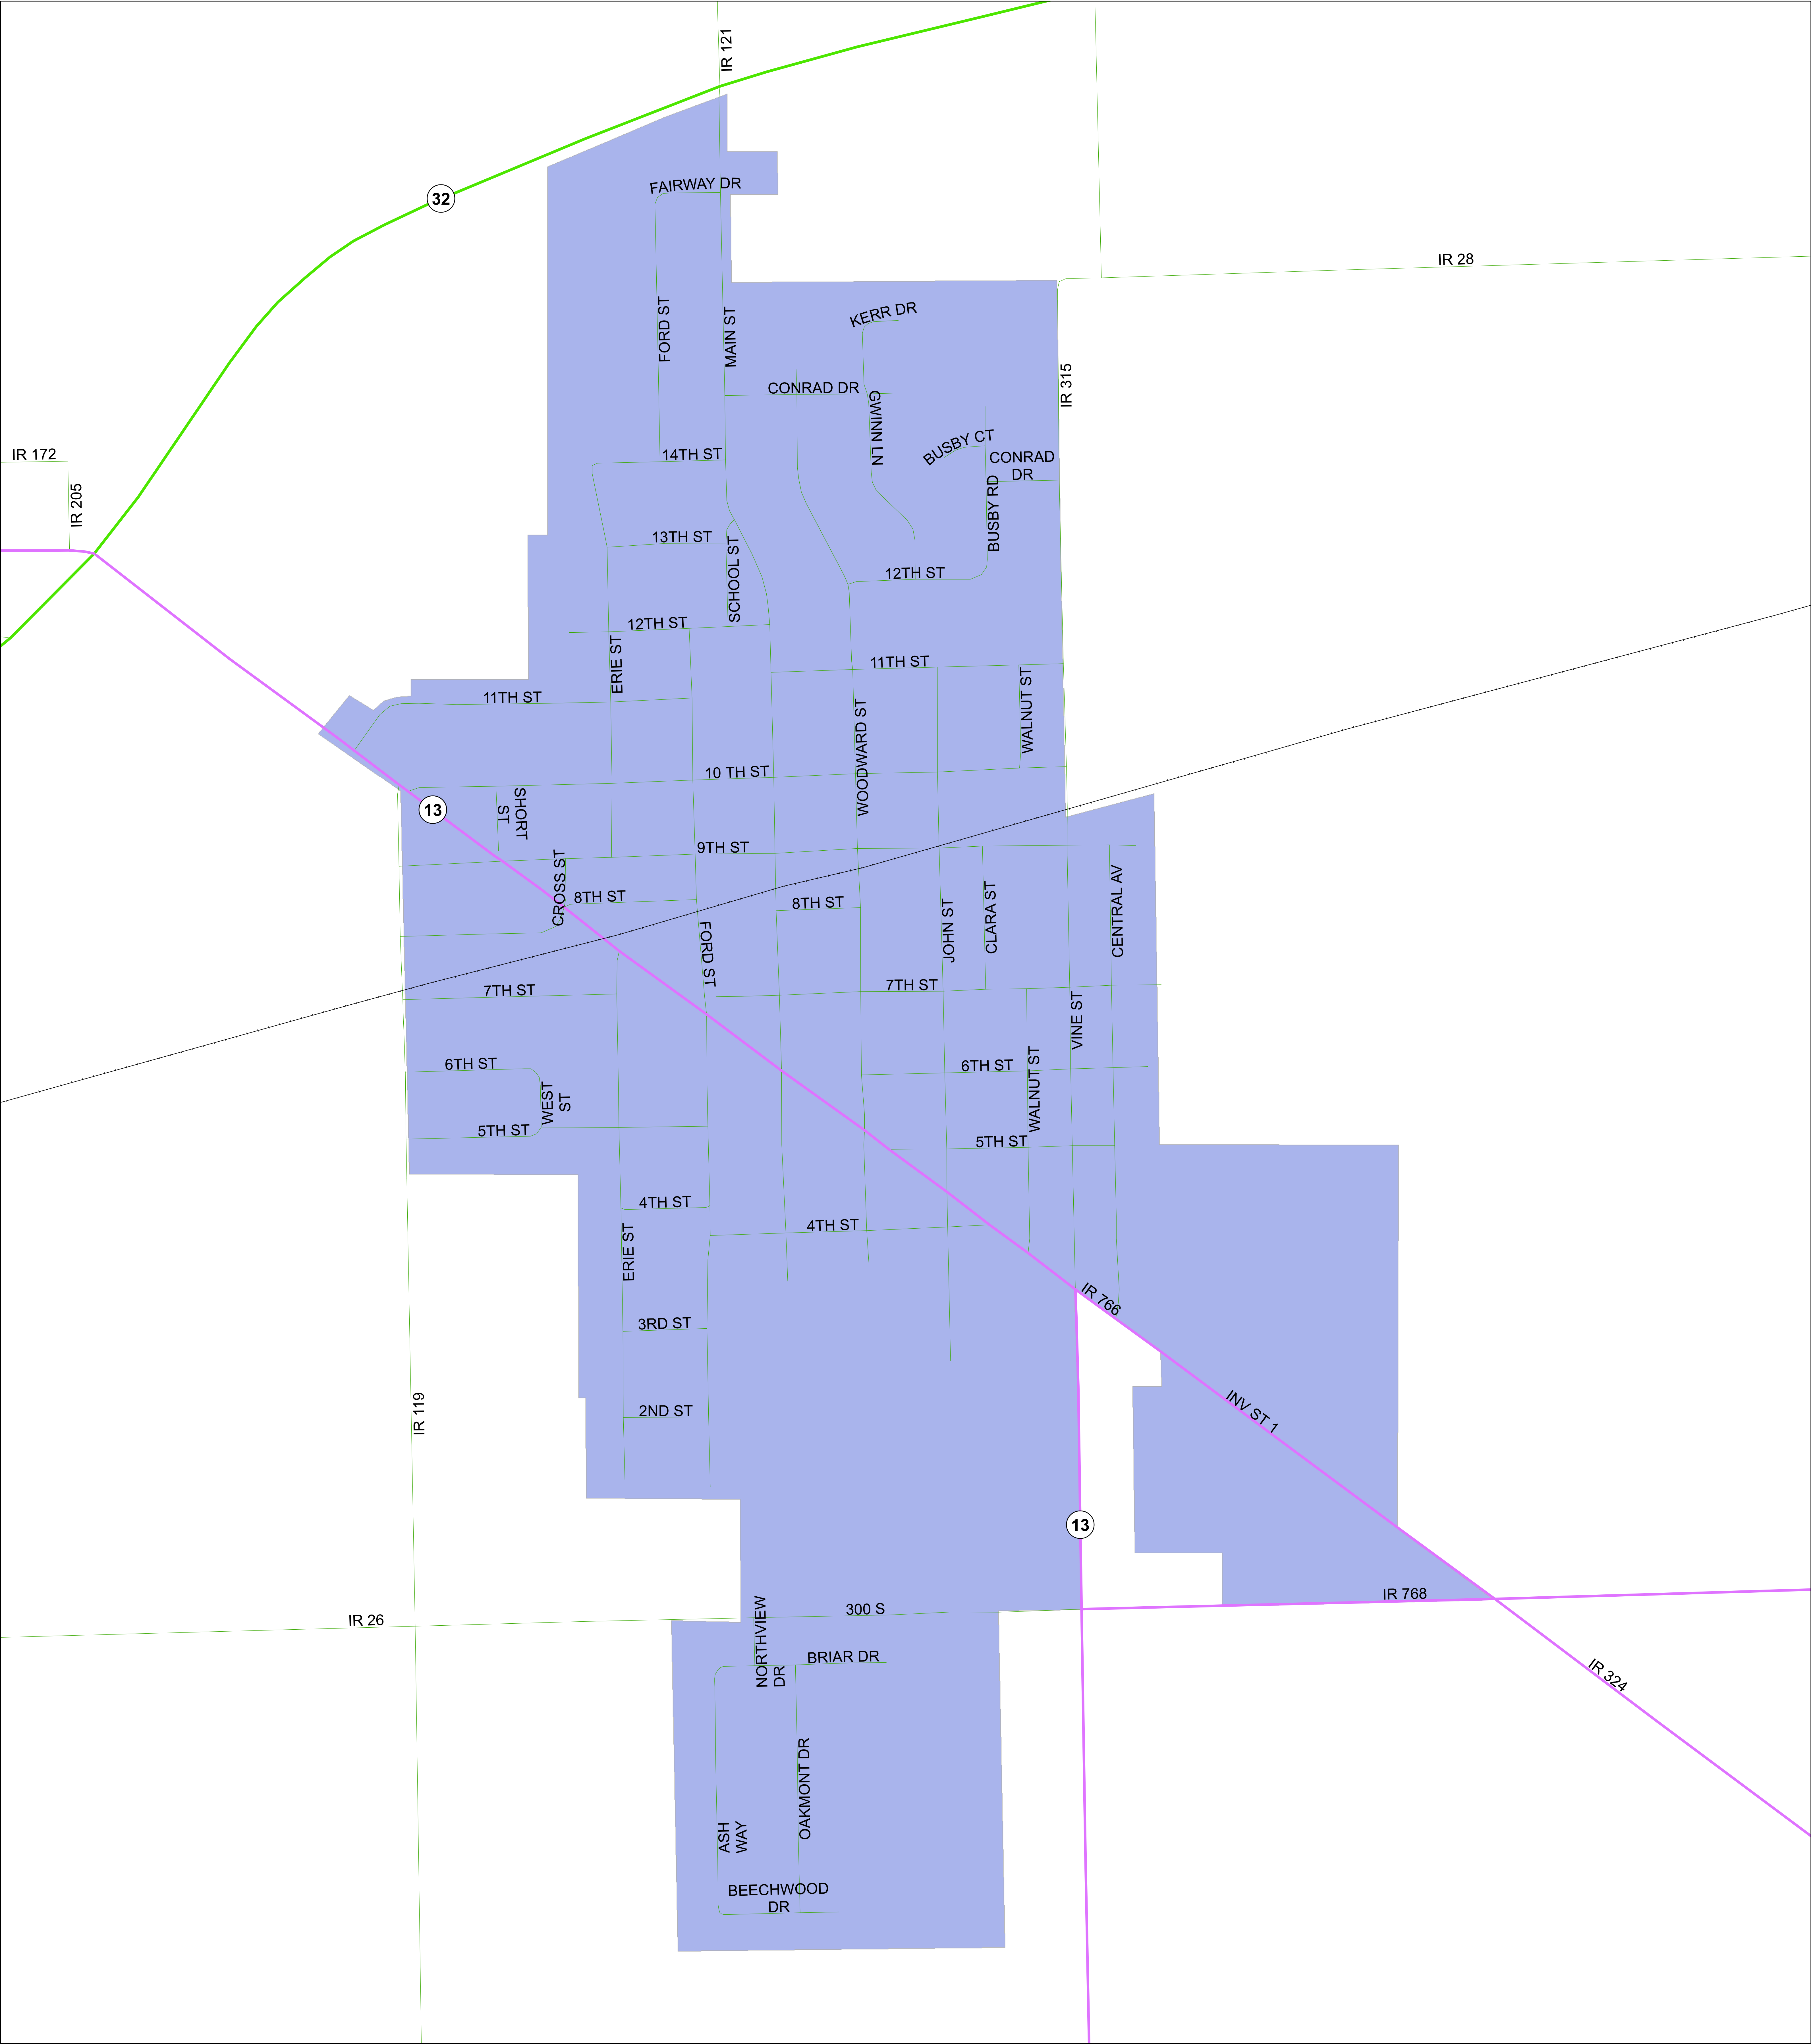 IR 121
FAIRWAY DR
32
IR 28
KERR DR
FORD ST
MAIN ST
IR 315
CONRAD DR
GWINN LN
BUSBY CT
IR 172
14TH ST
CONRAD
DR
IR 205
BUSBY RD
13TH ST
SCHOOL ST
12TH ST
12TH ST
ERIE ST
11TH ST
WALNUT ST
11TH ST
WOODWARD ST
10 TH ST
13
SHORT
ST
9TH ST
CROSS ST
8TH ST
8TH ST
CENTRAL AV
CLARA ST
JOHN ST
FORD ST
7TH ST
7TH ST
VINE ST
6TH ST
6TH ST
WALNUT ST
WEST
ST
5TH ST
5TH ST
4TH ST
4TH ST
ERIE ST
IR 766
3RD ST
IR 119
2ND ST
INV ST 1
13
IR 768
300 S
IR 26
NORTHVIEW
DR
BRIAR DR
IR 324
OAKMONT DR
ASH
WAY
BEECHWOOD
DR